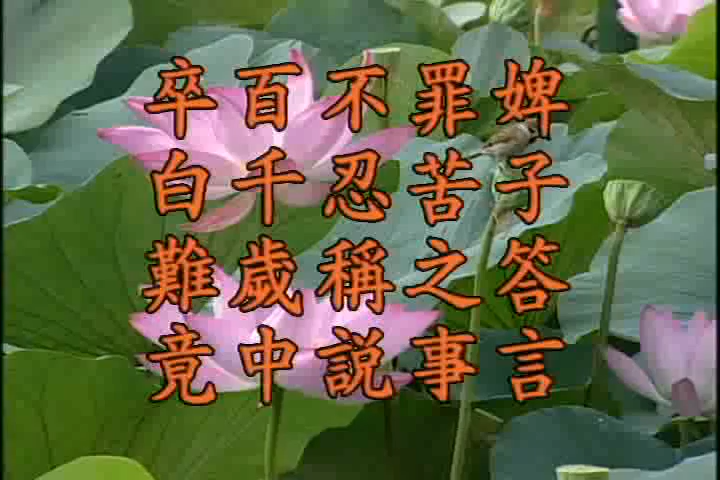 婢子答言
罪苦之事
不忍稱說
百千歲中
卒白難竟